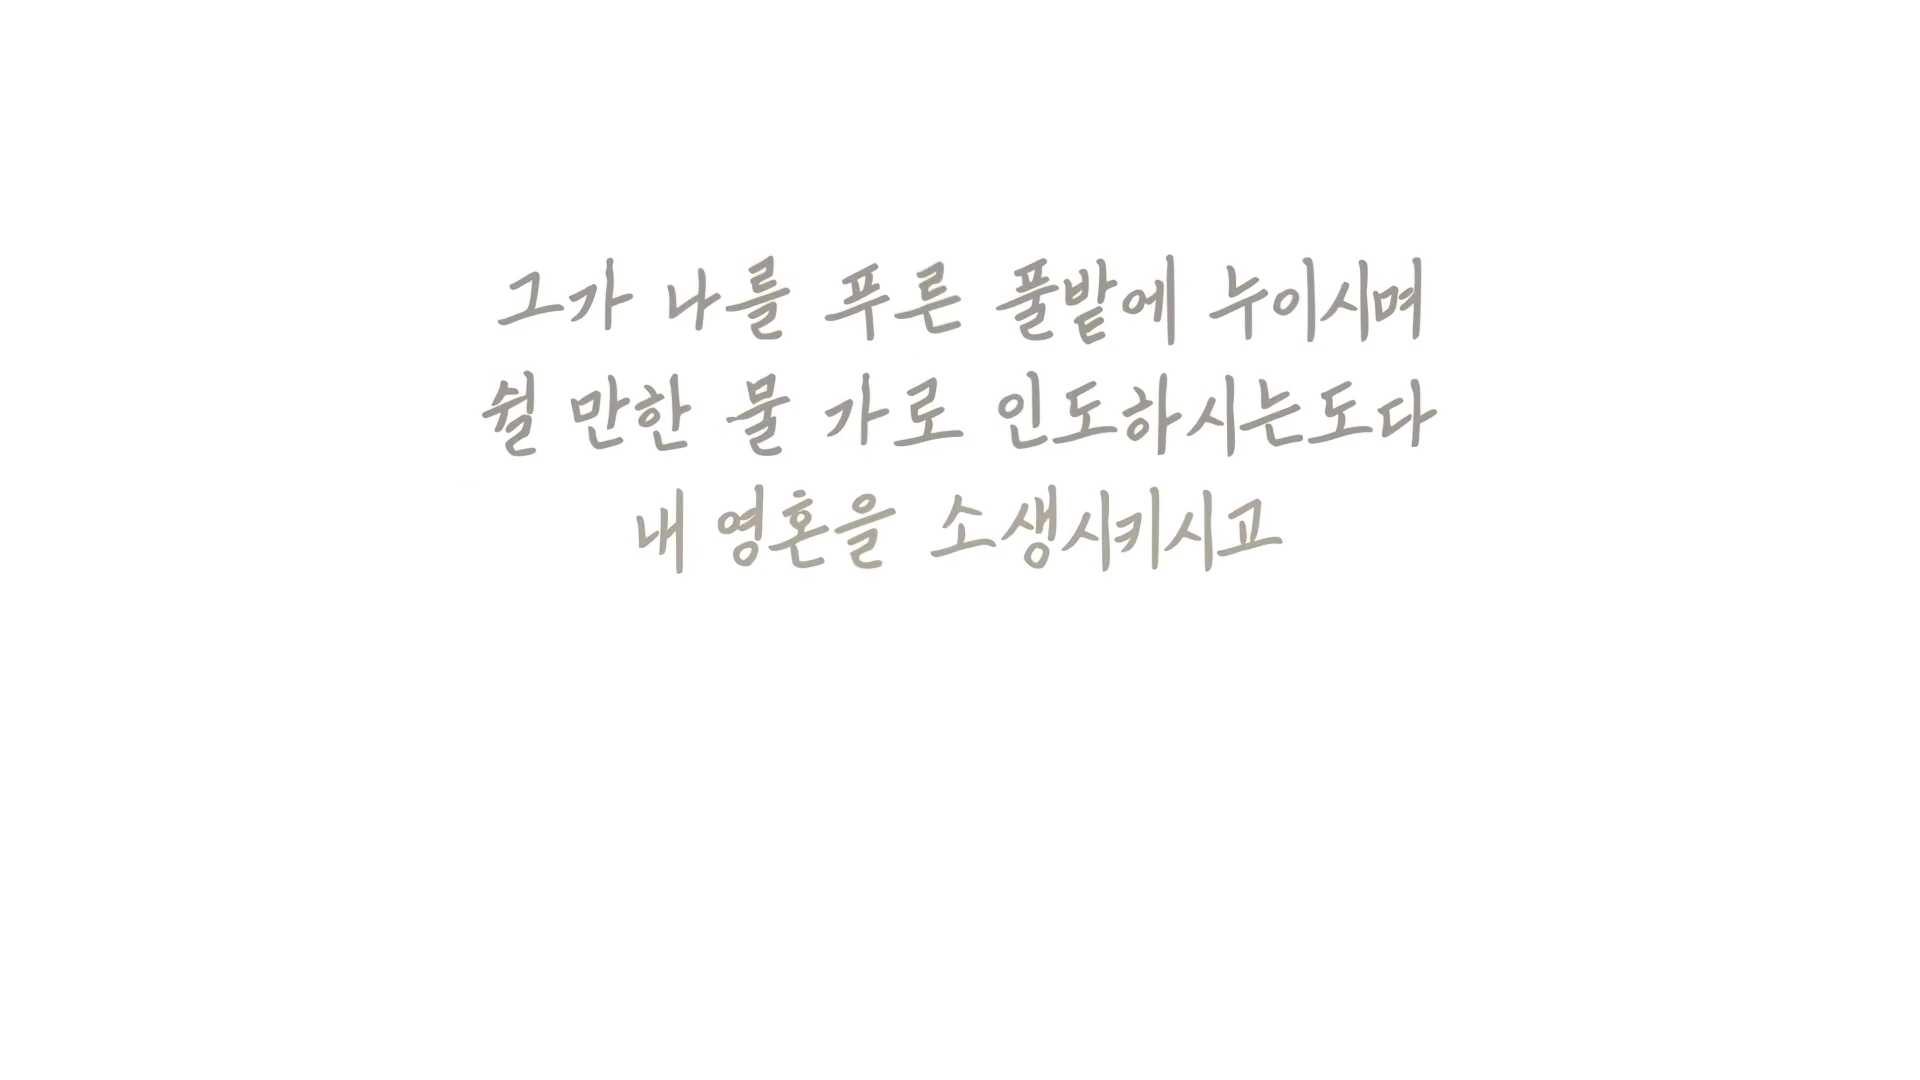 그가 나를 푸른 풀밭에 누이시며
쉴 만한 물 가로 인도하시는도다
내 영혼을 소생시키시고